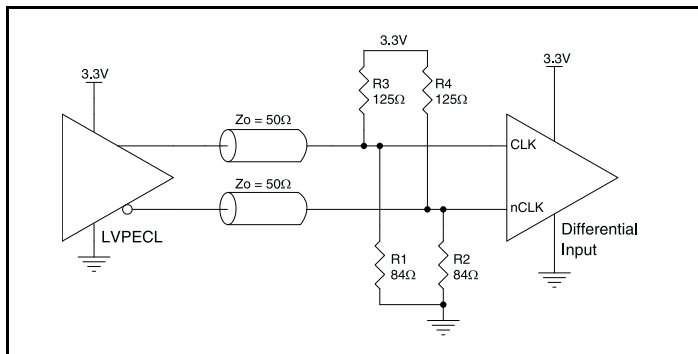 3.3V
3.3V
3.3V
R3
125Ω
R4
125Ω
Zo = 50Ω
CLK
Zo = 50Ω
nCLK
LVPECL
Differential
Input
R1
84Ω
R2
84Ω